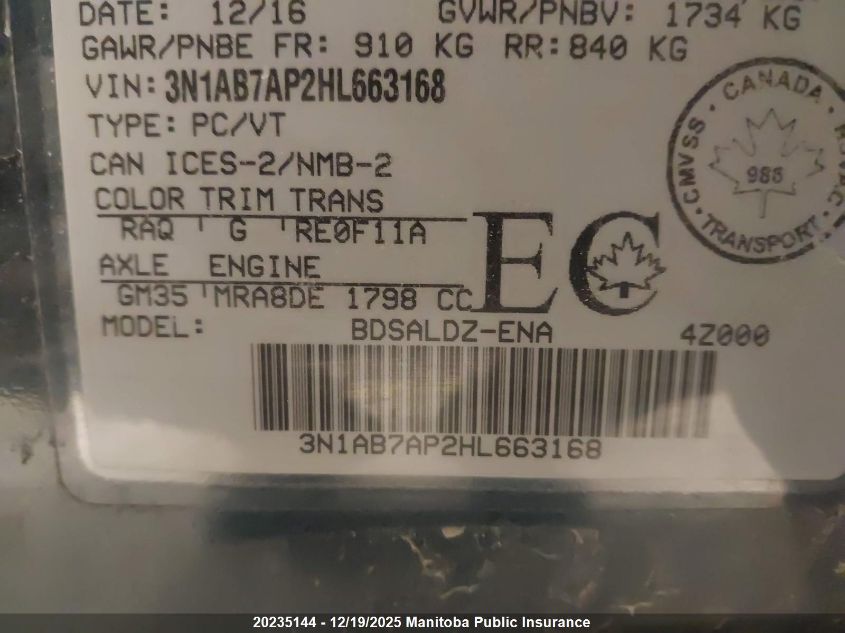 DATE: 12/16 GVWR/PNBV: 1734 KG
GAWR/PNBE FR: 910 KG RR: 840 KG
VIN: 3N1AB7AP2HL663168
TYPE: PC/VT
CAN ICES-2/NMB-2
COLOR TRIM TRANS
RAQ G RE0F11A
AXLE ENGINE
GM35 MRA8DE 1798 CC
EC
CANADA
CMVSS
TRANSPORT
MODEL: BDSALDZ-ENA 4Z000
3N1AB7AP2HL663168
20235144 - 12/19/2025 Manitoba Public Insurance